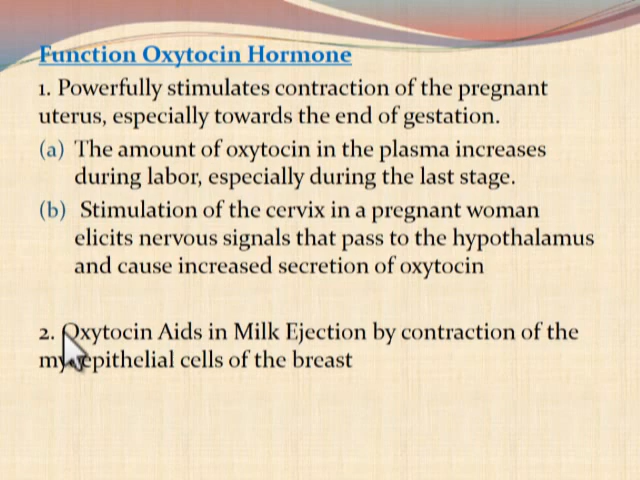 Function Oxytocin Hormone
1. Powerfully stimulates contraction of the pregnant
uterus, especially towards the end of gestation.
(a) The amount of oxytocin in the plasma increases
during labor, especially during the last stage.
(b) Stimulation of the cervix in a pregnant woman
elicits nervous signals that pass to the hypothalamus
and cause increased secretion of oxytocin
2. Oxytocin Aids in Milk Ejection by contraction of the
myoepithelial cells of the breast